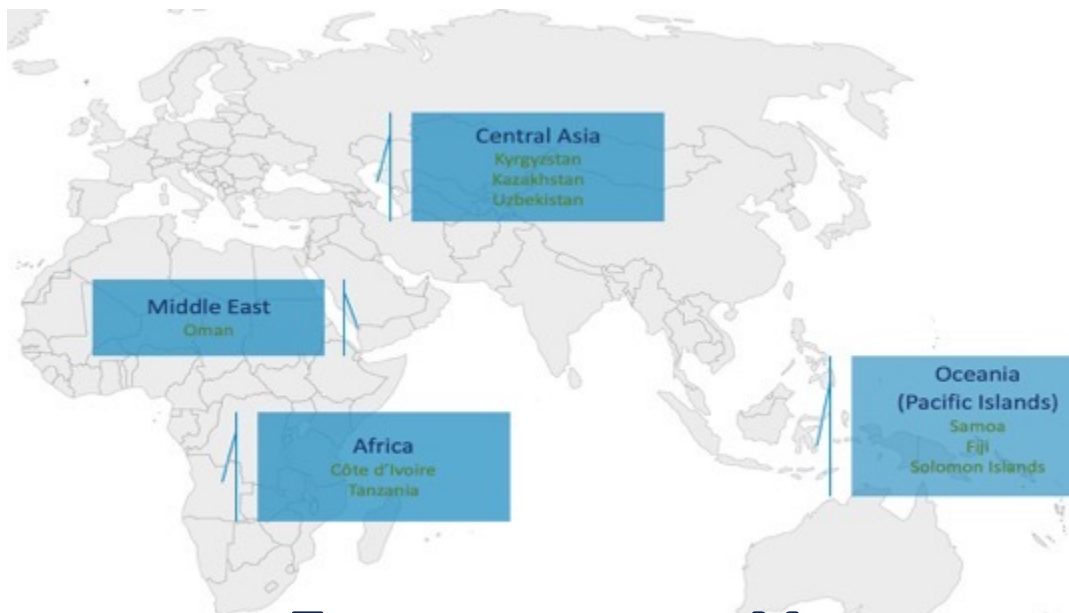 Central Asia
Kyrgyzstan
Kazakhstan
Uzbekistan
Middle East
Oman
Oceania
(Pacific Islands)
Samoa
Fiji
Solomon Islands
Africa
Côte d’Ivoire
Tanzania